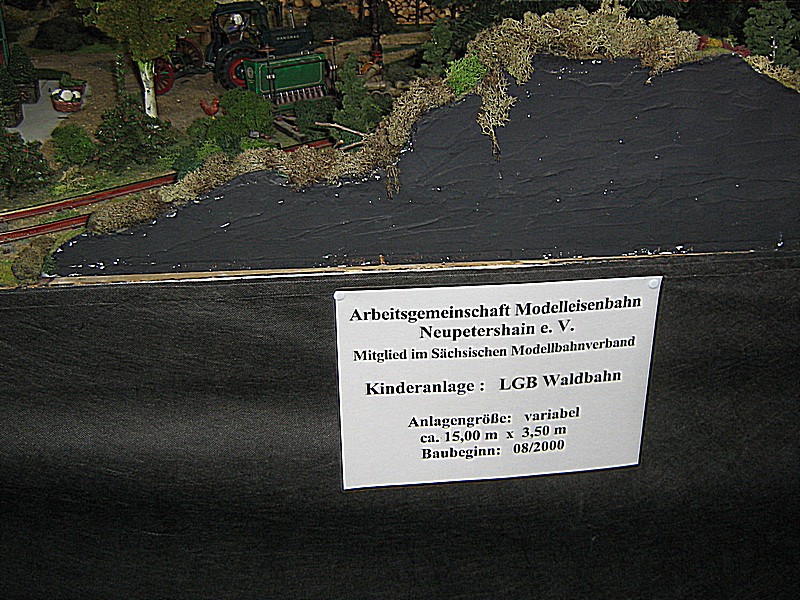 Arbeitsgemeinschaft Modelleisenbahn
Neupetershain e. V.
Mitglied im Sächsischen Modellbahnverband
Kinderanlage : LGB Waldbahn
Anlagengröße: variabel
ca. 15,00 m x 3,50 m
Baubeginn: 08/2000